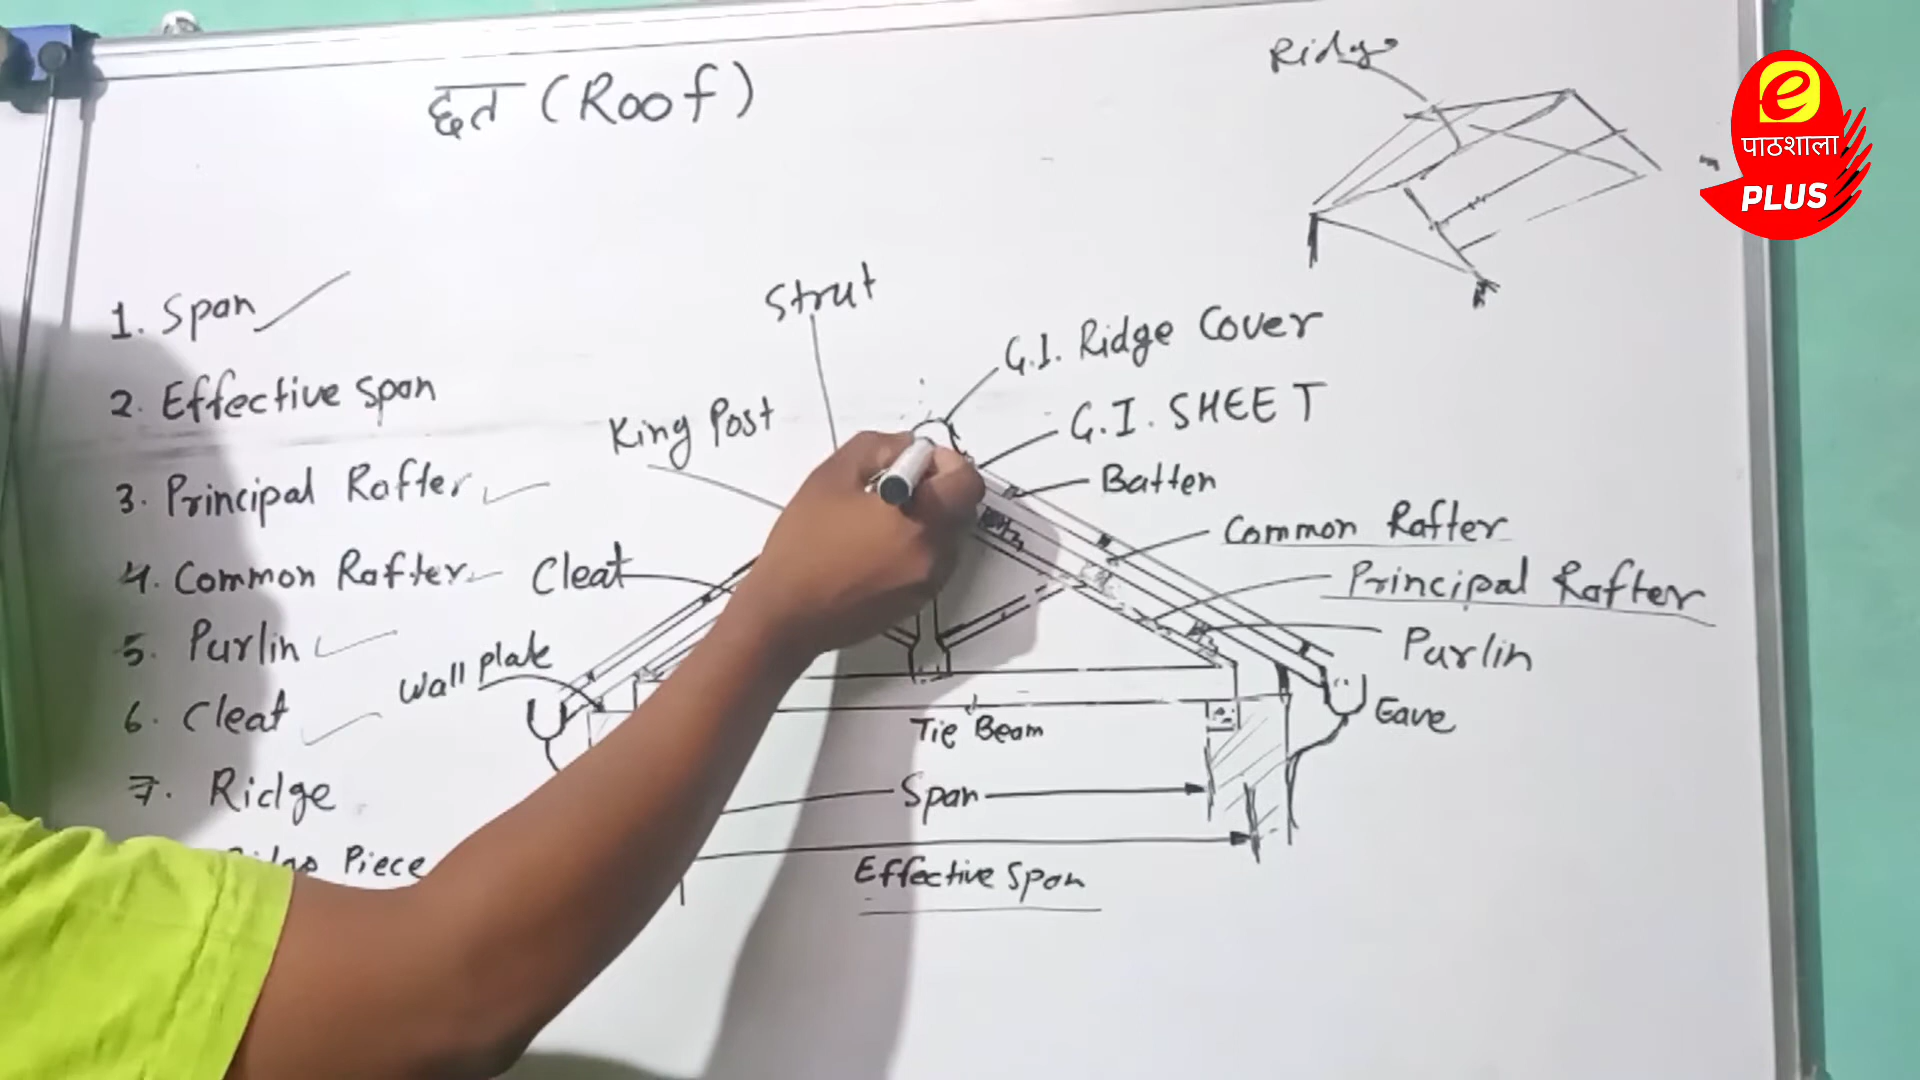 छत (Roof)
Ridge
e
पाठशाला
PLUS
1. Span
2. Effective span
3. Principal Rafter
4. Common Rafter
5. Purlin
6. Cleat
7. Ridge
Piece
Strut
King Post
Cleat
Wall plate
G.I. Ridge Cover
G.I. SHEET
Batten
Common Rafter
Principal Rafter
Purlin
Eave
Tie Beam
Span
Effective Span